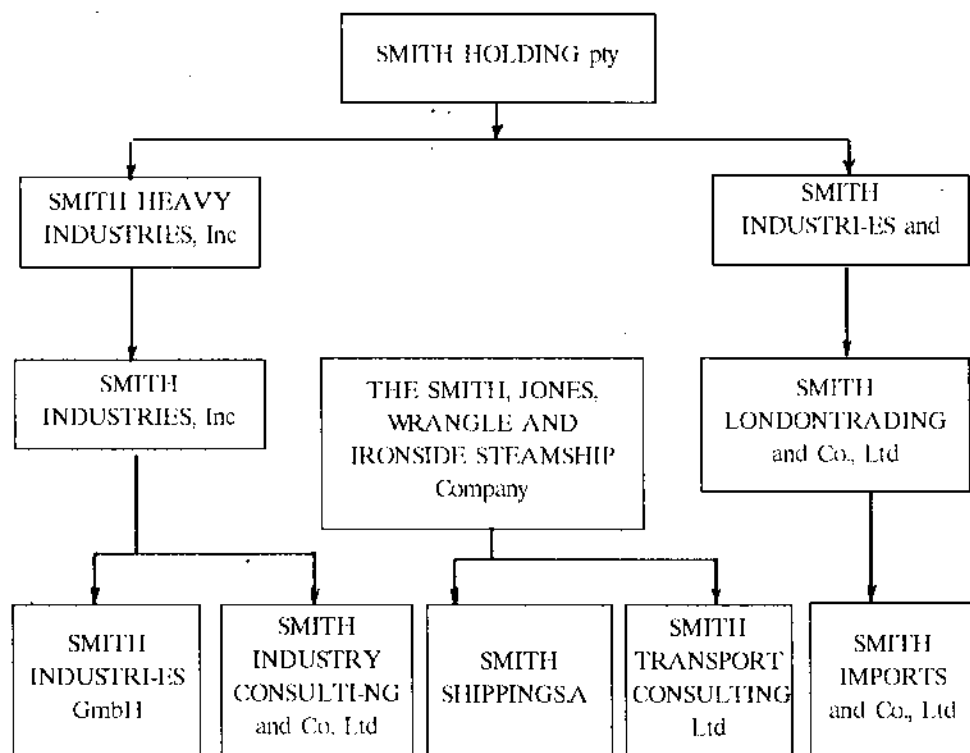 SMITH HOLDING pty
SMITH HEAVY
INDUSTRIES, Inc
SMITH
INDUSTRI-ES and
SMITH
INDUSTRIES, Inc
THE SMITH, JONES,
WRANGLE AND
IRONSIDE STEAMSHIP
Company
SMITH
LONDONTRADING
and Co., Ltd
SMITH
INDUSTRI-ES
GmbH
SMITH
INDUSTRY
CONSULTI-NG
and Co, Ltd
SMITH
SHIPPINGS.A
SMITH
TRANSPORT
CONSULTING
Ltd
SMITH
IMPORTS
and Co., Ltd